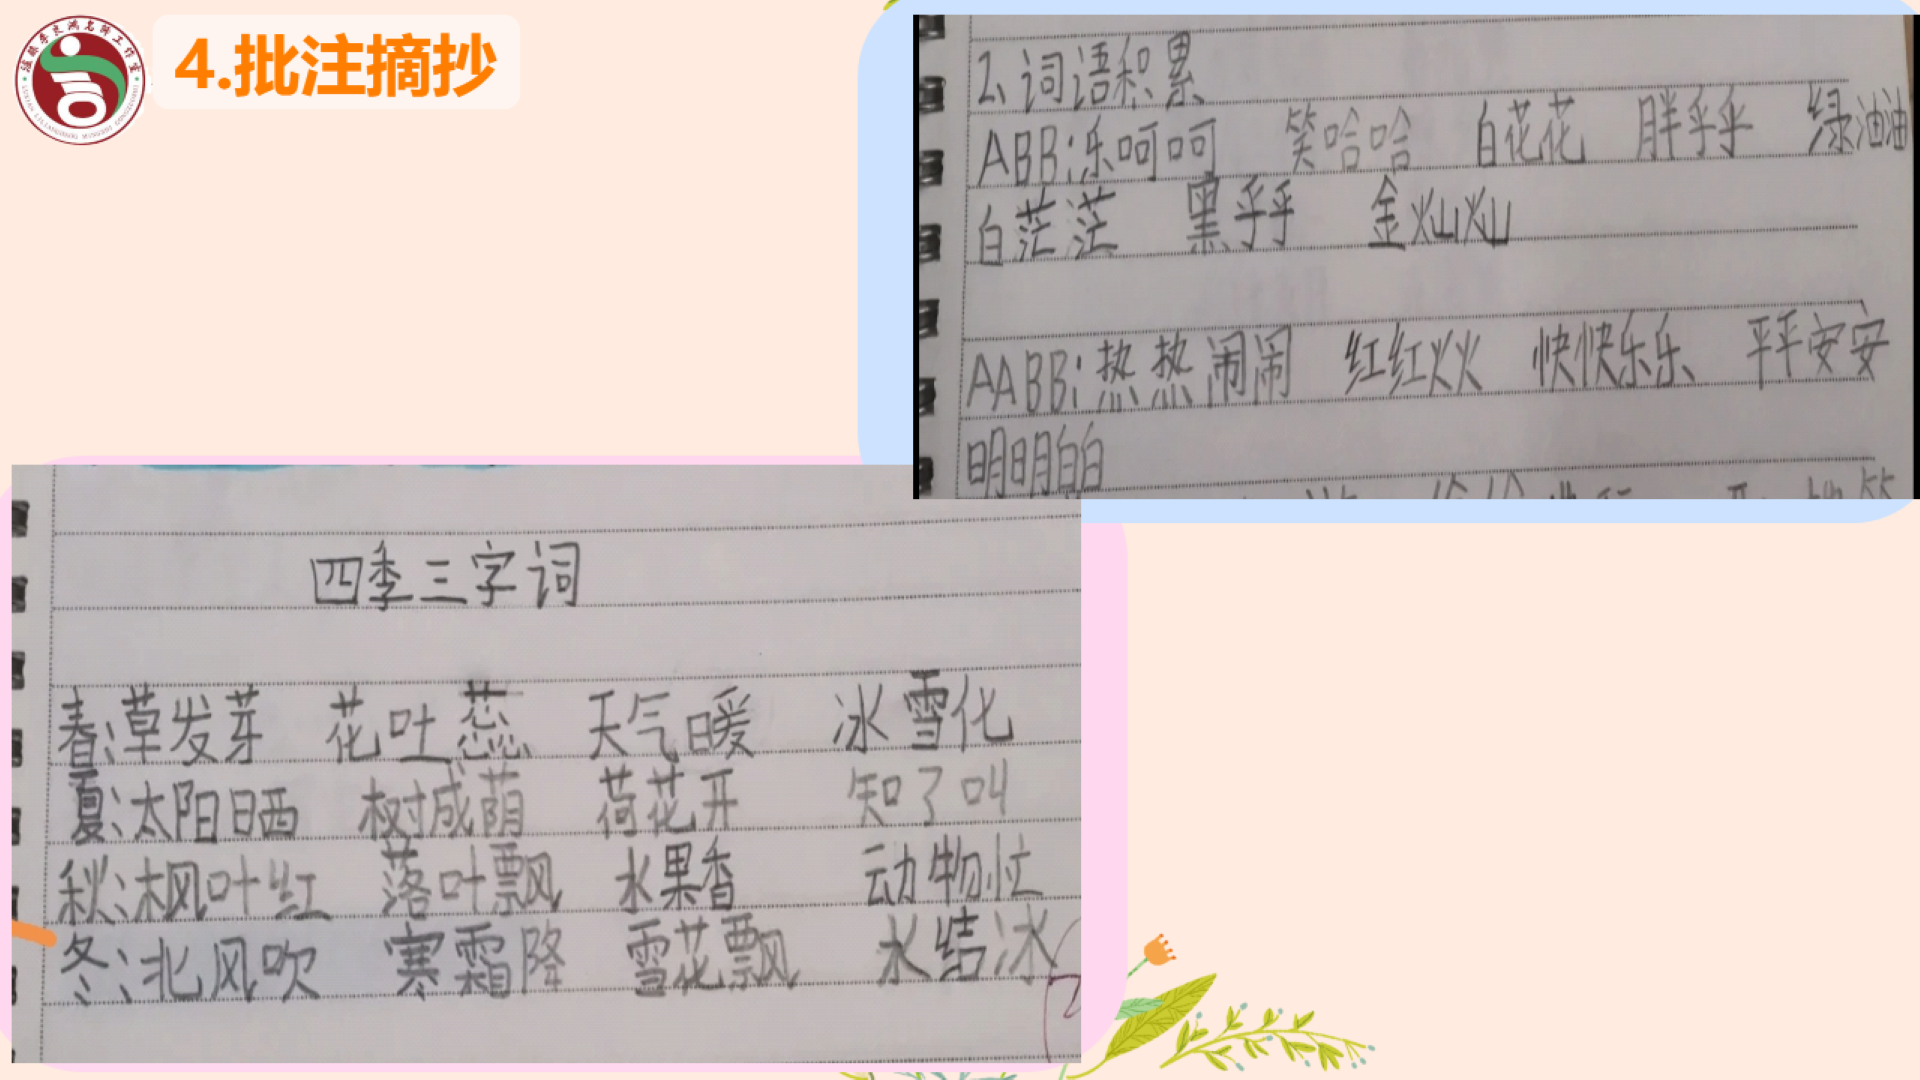 4.批注摘抄
2、词语积累
ABB:乐呵呵 笑哈哈 白花花 胖乎乎 绿油油
白茫茫 黑乎乎 金灿灿
AABB:热热闹闹 红红火火 快快乐乐 平平安安
明明白白
四季三字词
春:草发芽 花吐蕊 天气暖 冰雪化
夏:太阳晒 树成荫 荷花开 知了叫
秋:枫叶红 落叶飘 水果香 动物忙
冬:北风吹 寒霜降 雪花飘 水结冰